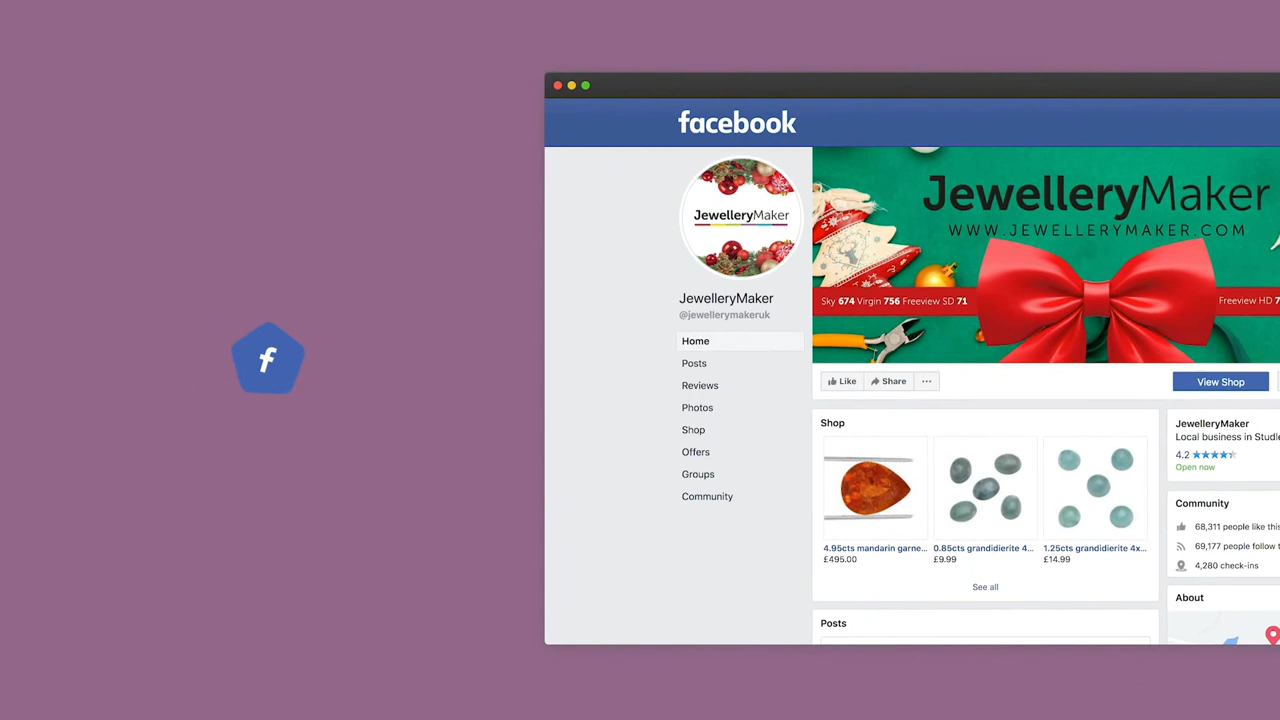 facebook
JewelleryMaker
JewelleryMaker
WWW.JEWELLERYMAKER.COM
Sky 674 Virgin 756 Freeview SD 71
Freeview HD
JewelleryMaker
@jewellerymakeruk
Home
Posts
Reviews
Photos
Shop
Offers
Groups
Community
Like
Share
...
View Shop
Shop
4.95cts mandarin garne...
£495.00
0.85cts grandidierite 4...
£9.99
1.25cts grandidierite 4x...
£14.99
See all
Posts
JewelleryMaker
Local business in Studle
4.2
Open now
Community
68,311 people like this
69,177 people follow t
4,280 check-ins
About
f